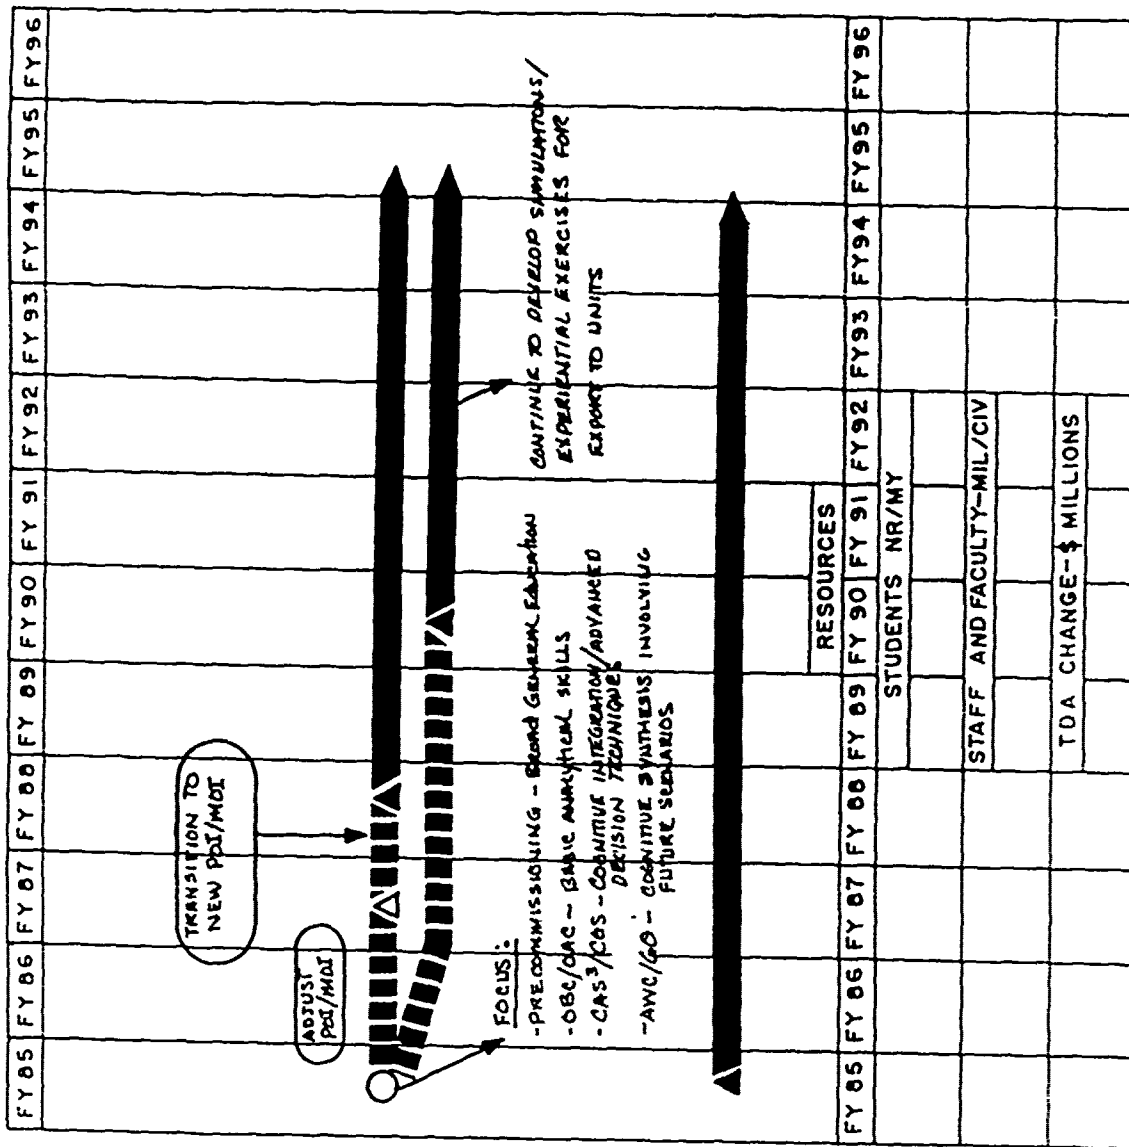 FY 85 FY 86 FY 87 FY 88 FY 89 FY 90 FY 91 FY 92 FY 93 FY 94 FY 95 FY 96
TRANSITION TO
NEW PDI/MDI
ADJUST
PDI/MDI
FOCUS:
-PRECOMMISSIONING - BROAD GENERAL EDUCATION
-OBC/OAC - BASIC ANALYTICAL SKILLS
-CAS³/CGS - COGNITIVE INTEGRATION/ADVANCED
DECISION TECHNIQUES
-AWC/GO - COGNITIVE SYNTHESIS INVOLVING
FUTURE SCENARIOS
CONTINUE TO DEVELOP SIMULATIONS/
EXPERIENTIAL EXERCISES FOR
EXPORT TO UNITS
RESOURCES
FY 85 FY 86 FY 87 FY 88 FY 89 FY 90 FY 91 FY 92 FY 93 FY 94 FY 95 FY 96
STUDENTS NR/MY
STAFF AND FACULTY-MIL/CIV
TDA CHANGE-$ MILLIONS